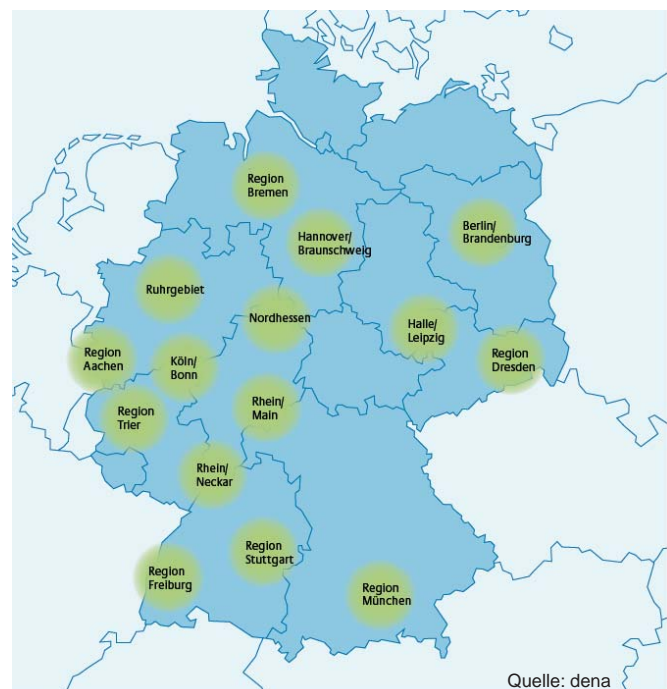 Region
Bremen
Hannover/
Braunschweig
Berlin/
Brandenburg
Ruhrgebiet
Nordhessen
Halle/
Leipzig
Region
Aachen
Köln/
Bonn
Region
Dresden
Region
Trier
Rhein/
Main
Rhein/
Neckar
Region
Stuttgart
Region
Freiburg
Region
München
Quelle: dena